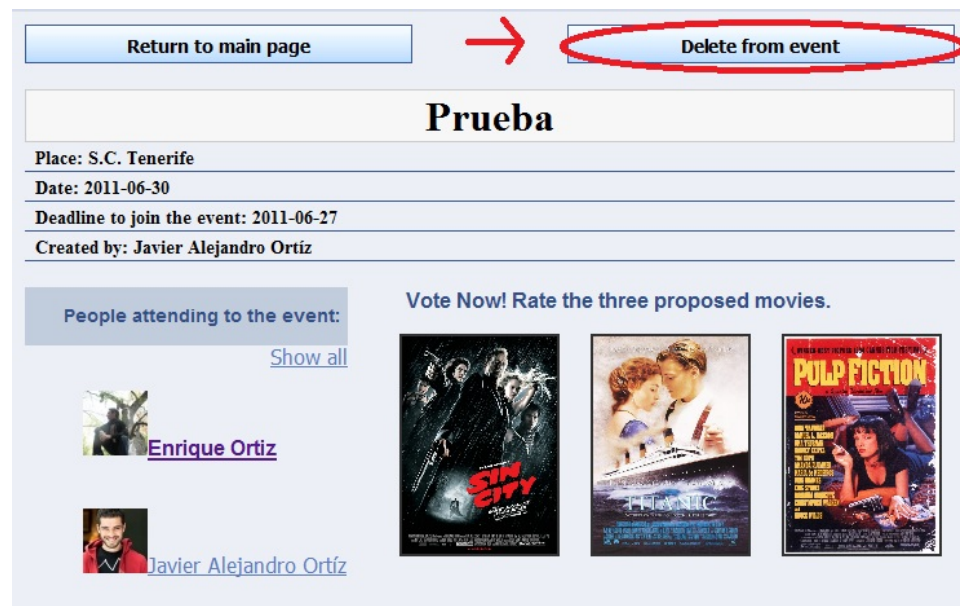 Return to main page
Delete from event
Prueba
Place: S.C. Tenerife
Date: 2011-06-30
Deadline to join the event: 2011-06-27
Created by: Javier Alejandro Ortíz
People attending to the event:
Show all
Enrique Ortiz
Javier Alejandro Ortíz
Vote Now! Rate the three proposed movies.
SIN
CITY
TITANIC
PULP FICTION